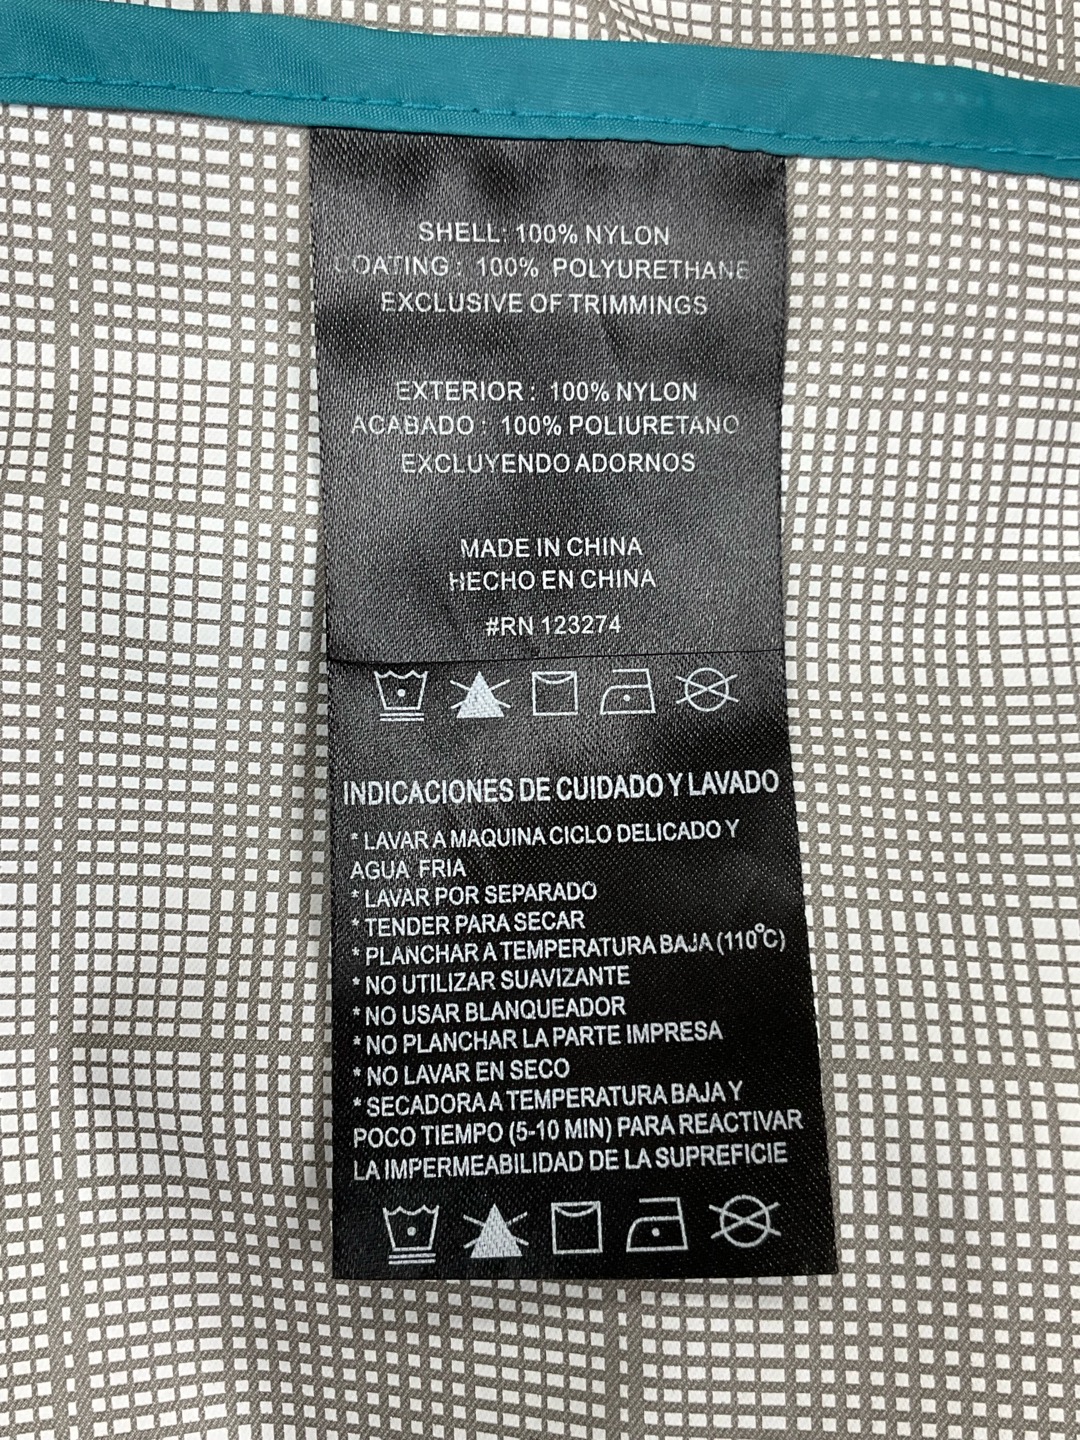 SHELL: 100% NYLON
COATING : 100% POLYURETHANE
EXCLUSIVE OF TRIMMINGS
EXTERIOR : 100% NYLON
ACABADO : 100% POLIURETANO
EXCLUYENDO ADORNOS
MADE IN CHINA
HECHO EN CHINA
#RN 123274
INDICACIONES DE CUIDADO Y LAVADO
* LAVAR A MAQUINA CICLO DELICADO Y
AGUA FRIA
* LAVAR POR SEPARADO
* TENDER PARA SECAR
* PLANCHAR A TEMPERATURA BAJA (110°C)
* NO UTILIZAR SUAVIZANTE
* NO USAR BLANQUEADOR
* NO PLANCHAR LA PARTE IMPRESA
* NO LAVAR EN SECO
* SECADORA A TEMPERATURA BAJA Y
POCO TIEMPO (5-10 MIN) PARA REACTIVAR
LA IMPERMEABILIDAD DE LA SUPREFICIE